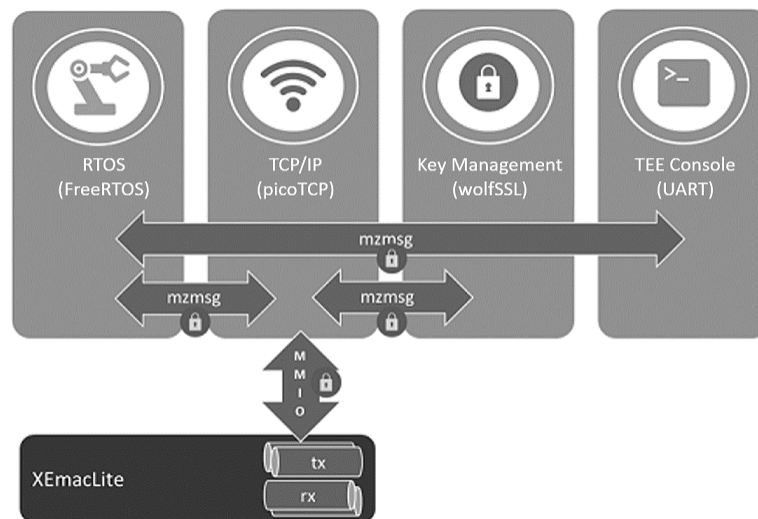 RTOS
(FreeRTOS)
TCP/IP
(picoTCP)
Key Management
(wolfSSL)
>_
TEE Console
(UART)
mzmsg
mzmsg
mzmsg
M
M
I
O
XEmacLite
tx
rx